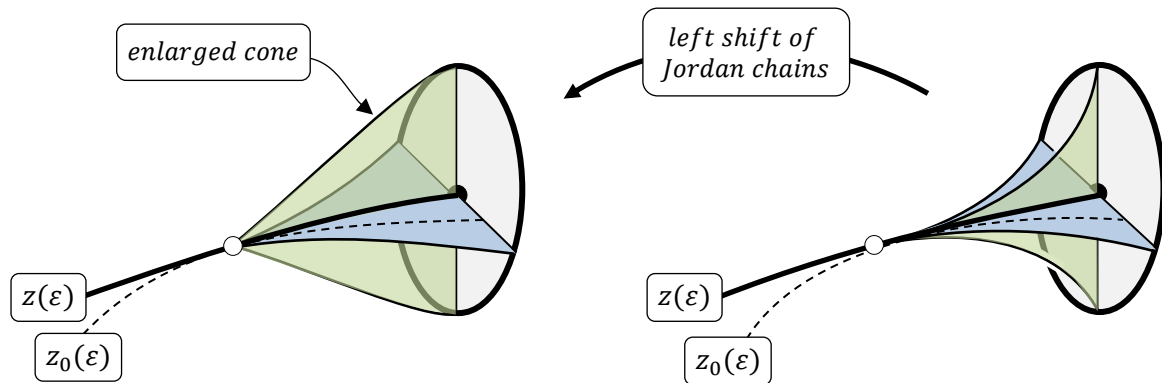 enlarged cone
left shift of
Jordan chains
z(ε)
z₀(ε)
z(ε)
z₀(ε)